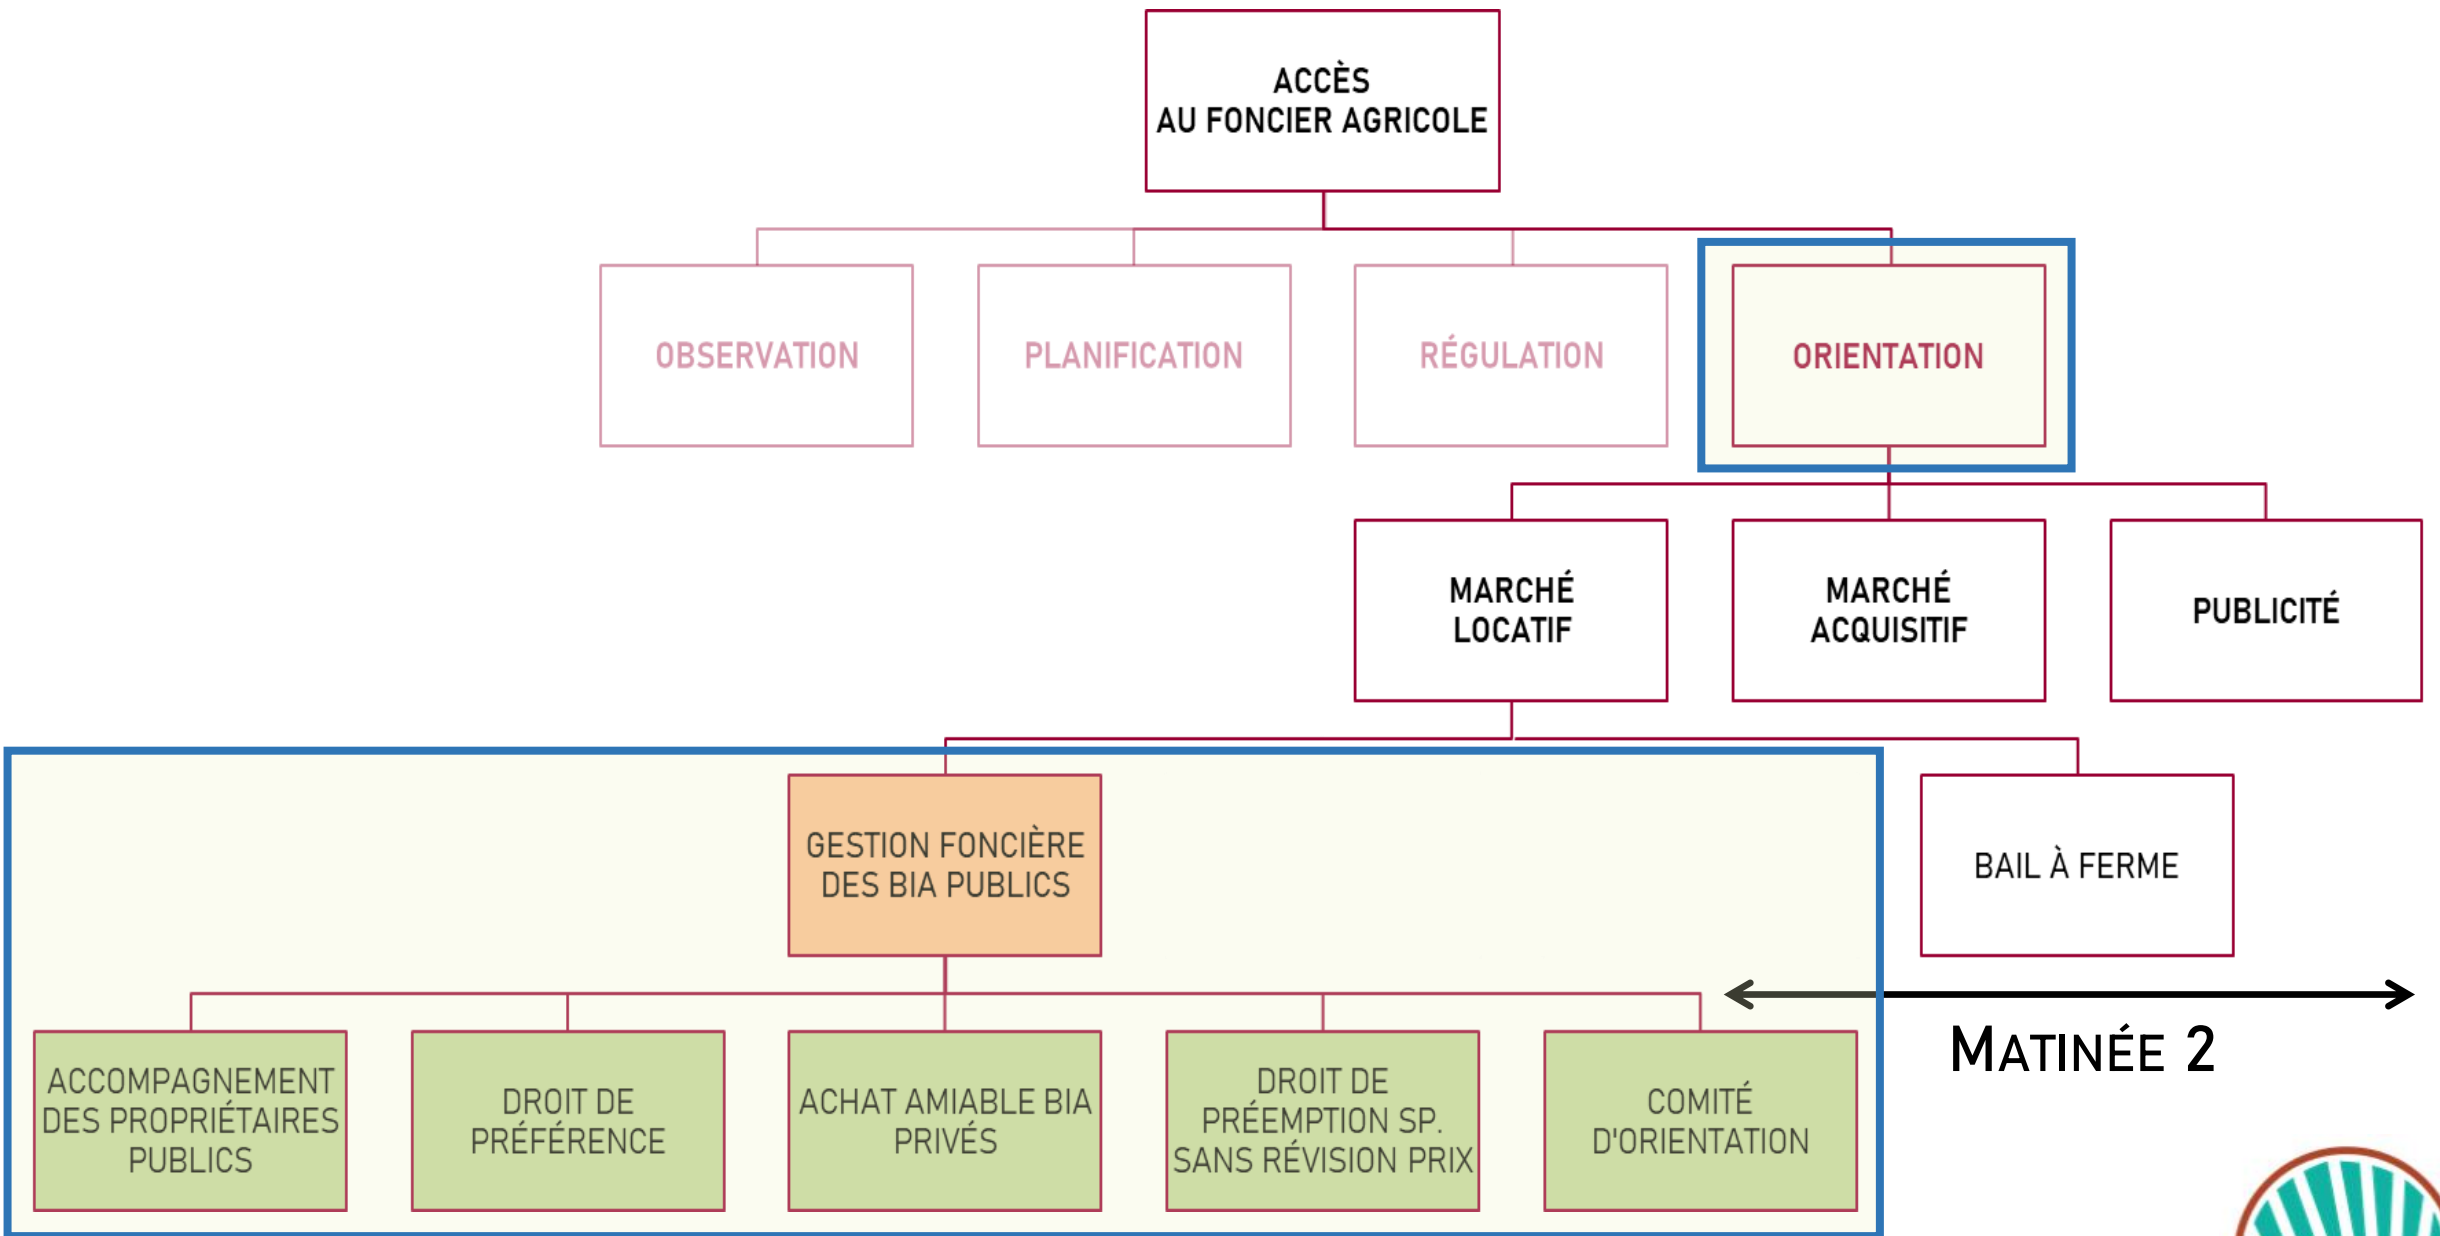 ACCÈS
AU FONCIER AGRICOLE
OBSERVATION
PLANIFICATION
RÉGULATION
ORIENTATION
MARCHÉ
LOCATIF
MARCHÉ
ACQUISITIF
PUBLICITÉ
GESTION FONCIÈRE
DES BIA PUBLICS
BAIL À FERME
ACCOMPAGNEMENT
DES PROPRIÉTAIRES
PUBLICS
DROIT DE
PRÉFÉRENCE
ACHAT AMIABLE BIA
PRIVÉS
DROIT DE
PRÉEMPTION SP.
SANS RÉVISION PRIX
COMITÉ
D'ORIENTATION
MATINÉE 2